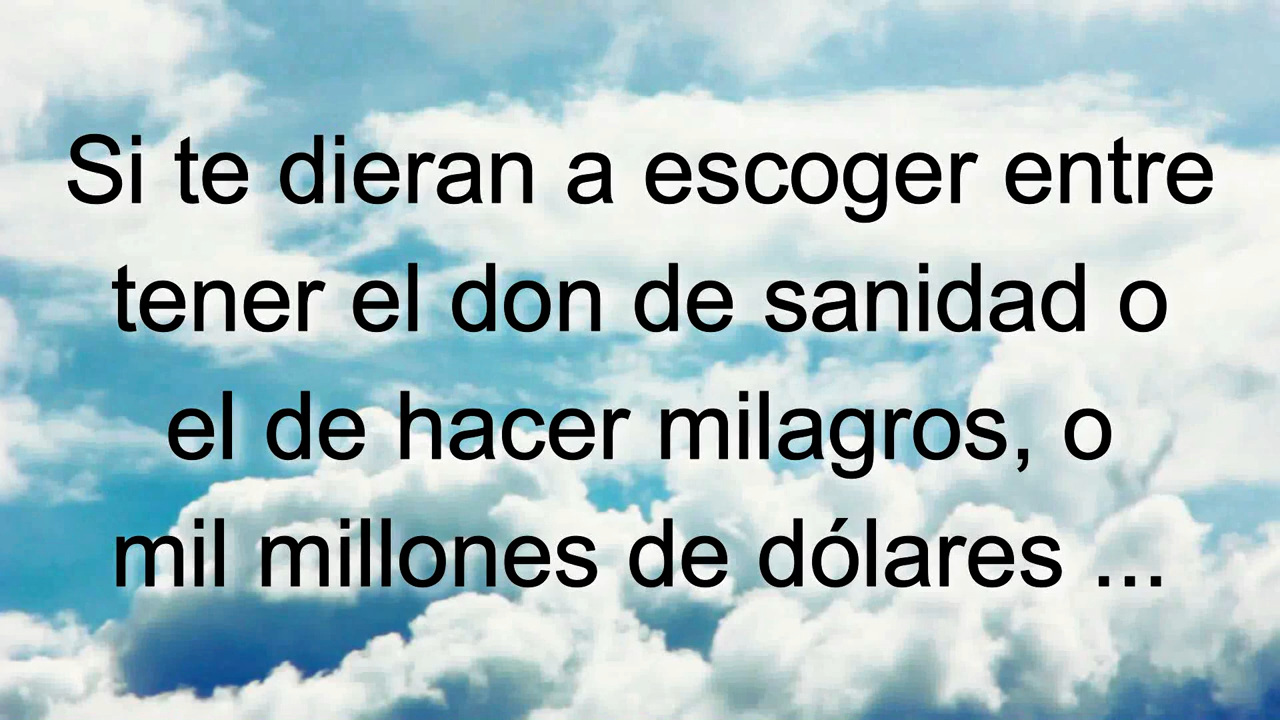 Si te dieran a escoger entre
tener el don de sanidad o
el de hacer milagros, o
mil millones de dólares ...